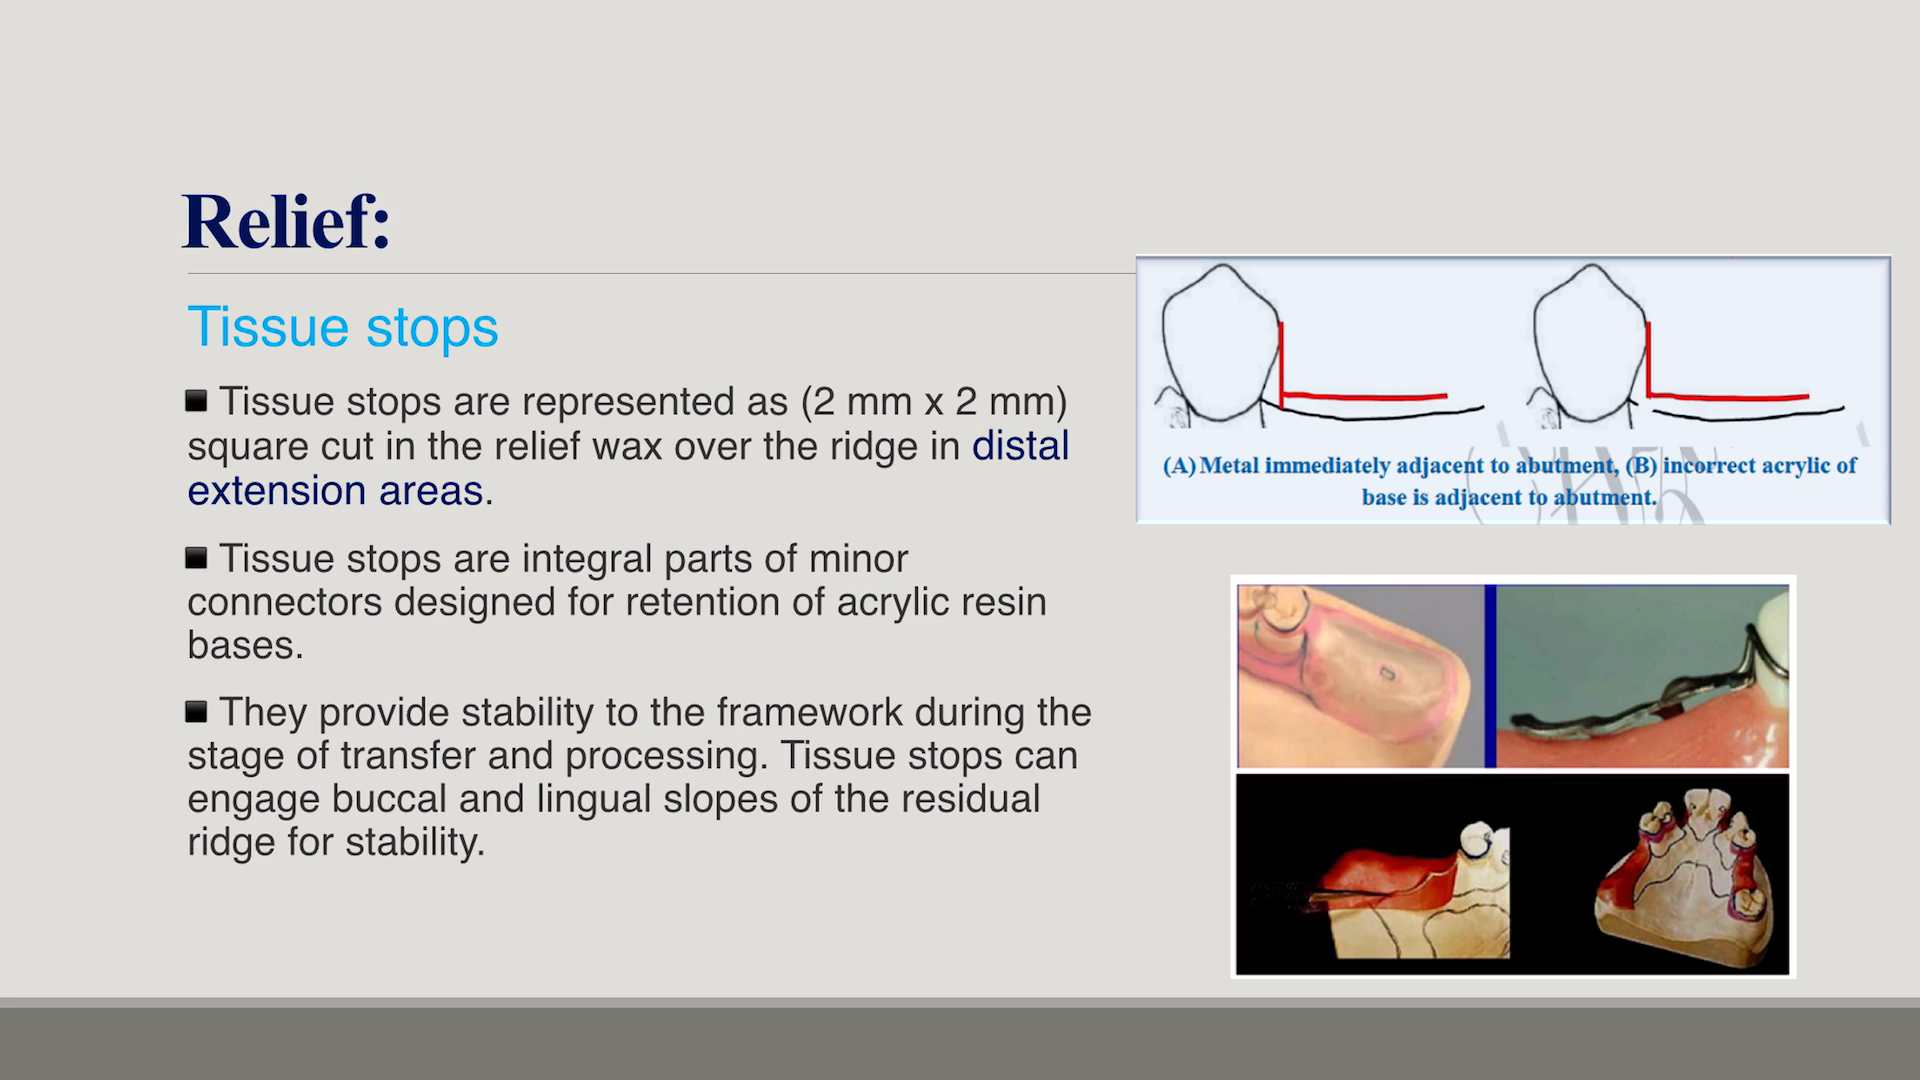 Relief:
Tissue stops
■ Tissue stops are represented as (2 mm x 2 mm)
square cut in the relief wax over the ridge in distal
extension areas.
■ Tissue stops are integral parts of minor
connectors designed for retention of acrylic resin
bases.
■ They provide stability to the framework during the
stage of transfer and processing. Tissue stops can
engage buccal and lingual slopes of the residual
ridge for stability.
(A) Metal immediately adjacent to abutment, (B) incorrect acrylic of
base is adjacent to abutment.